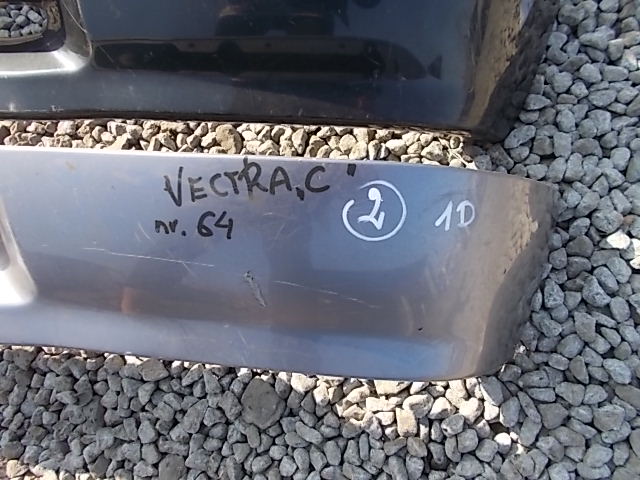 VECTRA „C" 2 1D
nr. 64